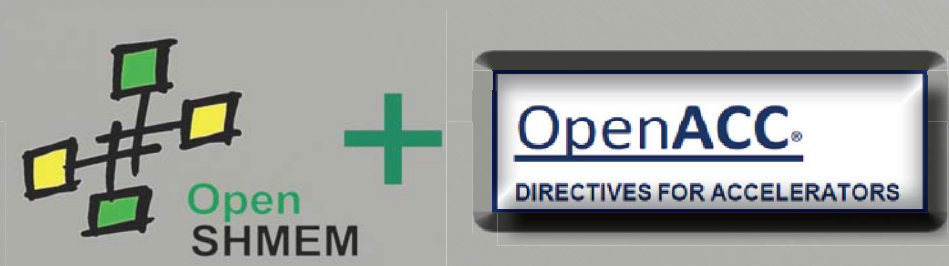 Open
SHMEM
+
OpenACC®
DIRECTIVES FOR ACCELERATORS